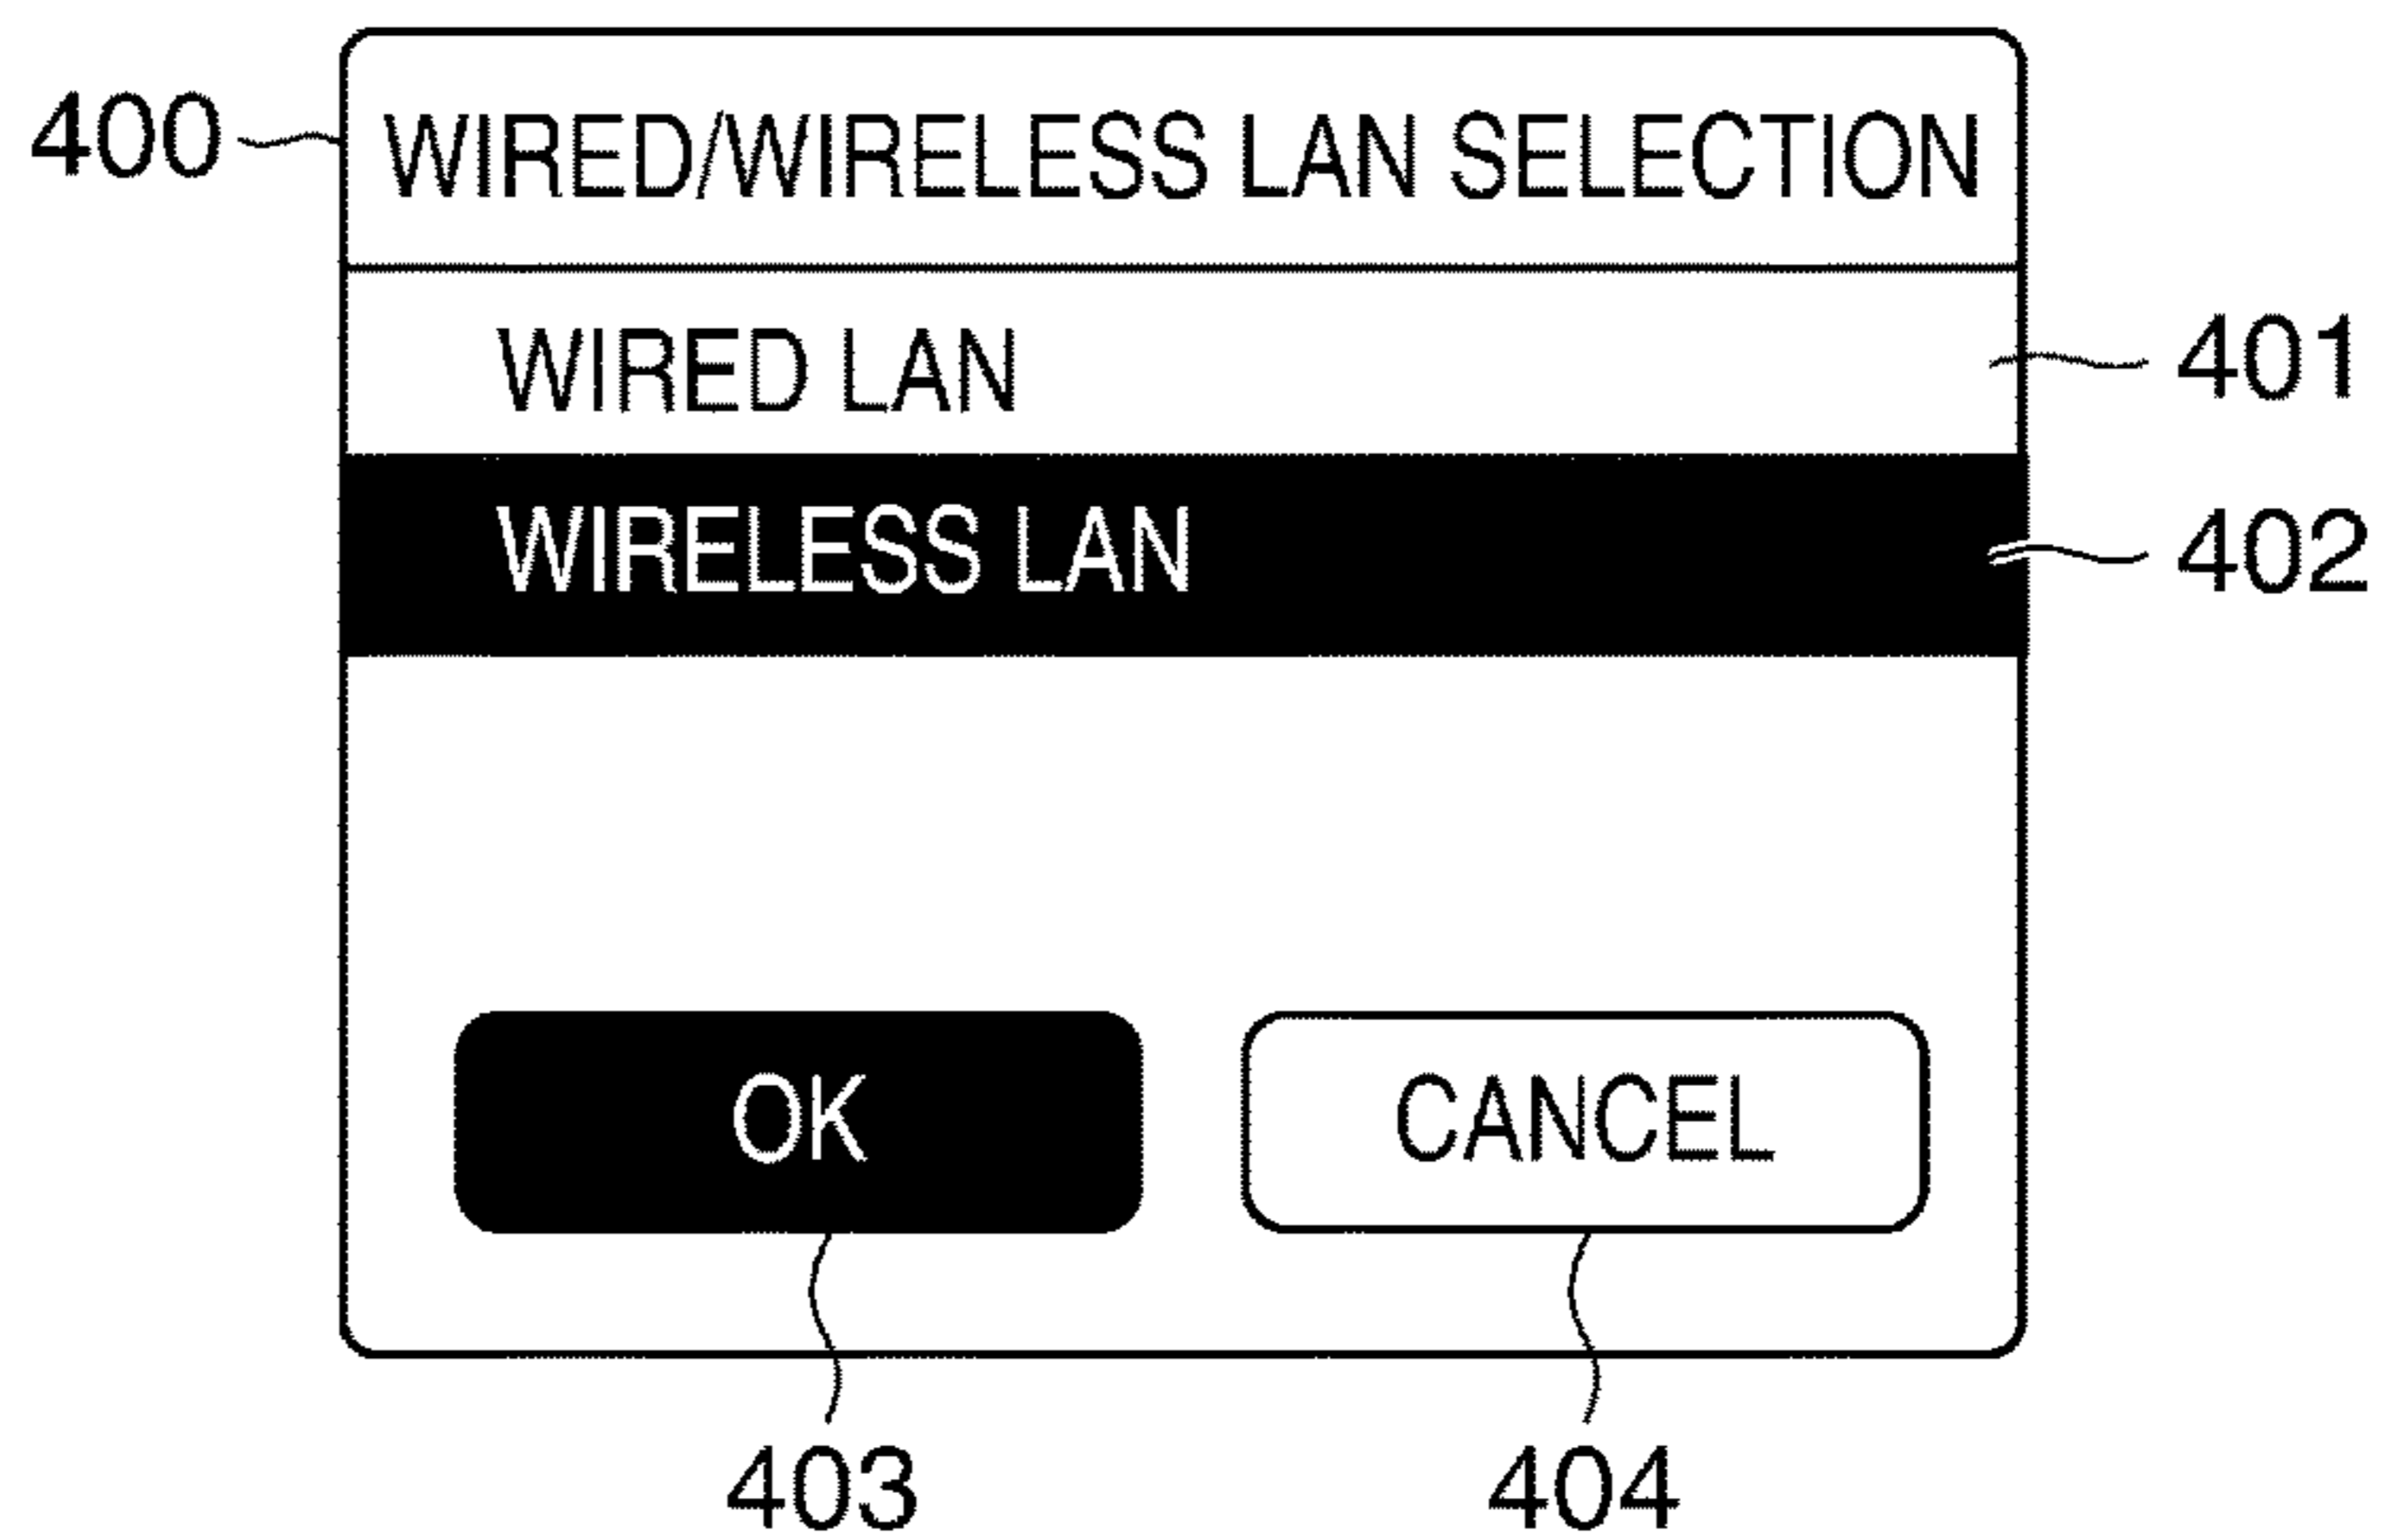 400 WIRED/WIRELESS LAN SELECTION
WIRED LAN 401
WIRELESS LAN 402
OK CANCEL
403 404